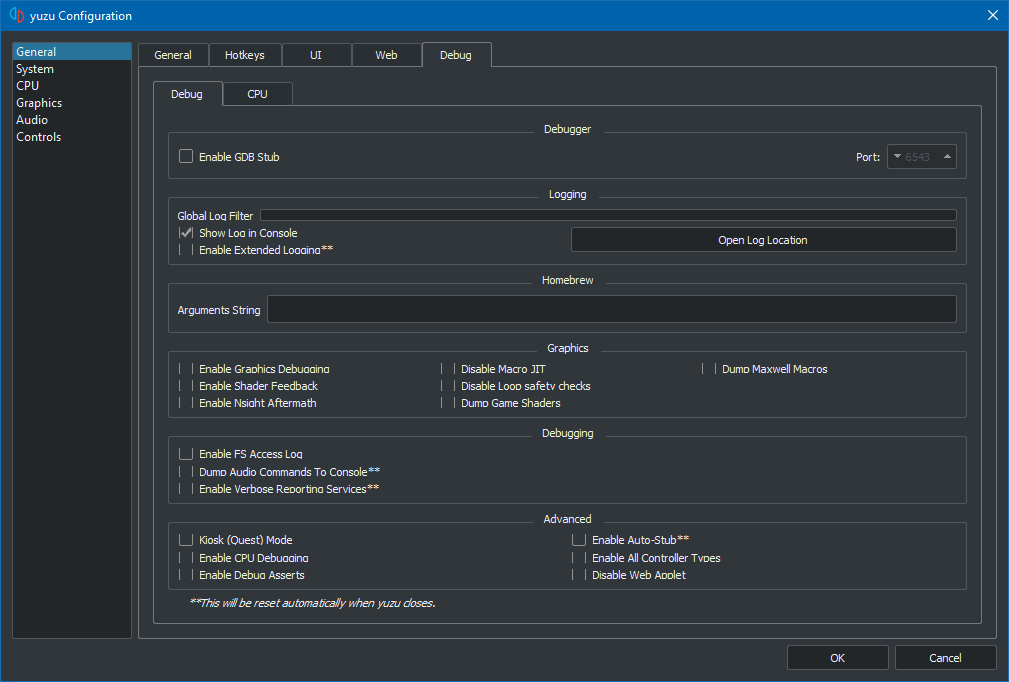 yuzu Configuration
General
System
CPU
Graphics
Audio
Controls
General Hotkeys UI Web Debug
Debug CPU
Debugger
Enable GDB Stub Port: 6543
Logging
Global Log Filter
Show Log in Console
Open Log Location
Enable Extended Logging**
Homebrew
Arguments String
Graphics
Enable Graphics Debugging Disable Macro JIT Dump Maxwell Macros
Enable Shader Feedback Disable Loop safety checks
Enable Nsight Aftermath Dump Game Shaders
Debugging
Enable FS Access Log
Dump Audio Commands To Console**
Enable Verbose Reporting Services**
Advanced
Kiosk (Quest) Mode Enable Auto-Stub**
Enable CPU Debugging Enable All Controller Types
Enable Debug Asserts Disable Web Applet
**This will be reset automatically when yuzu closes.
OK Cancel